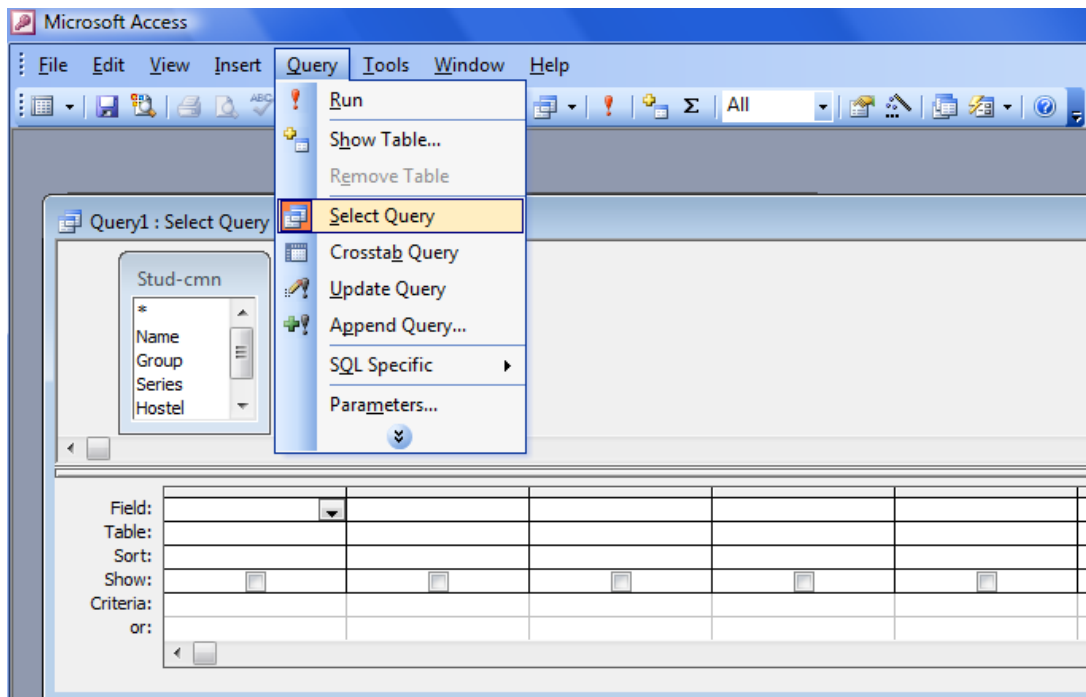 Microsoft Access
File Edit View Insert Query Tools Window Help
ABC Σ All
Run
Show Table...
Remove Table
Select Query
Crosstab Query
Update Query
Append Query...
SQL Specific
Parameters...
Query1 : Select Query
Stud-cmn
*
Name
Group
Series
Hostel
Field:
Table:
Sort:
Show:
Criteria:
or: